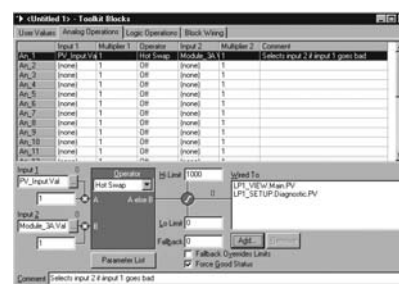 <Untitled 1> - Toolkit Blocks
User Values Analog Operations Logic Operations Block Wiring
Input 1 Multiplier 1 Operator Input 2 Multiplier 2 Comment
An_1 PV_Input.Val 1 Hot Swap Module_3A.V 1 Selects input 2 if input 1 goes bad
An_2 (none) 1 Off (none) 1
An_3 (none) 1 Off (none) 1
An_4 (none) 1 Off (none) 1
An_5 (none) 1 Off (none) 1
An_6 (none) 1 Off (none) 1
An_7 (none) 1 Off (none) 1
An_8 (none) 1 Off (none) 1
An_9 (none) 1 Off (none) 1
An_10 (none) 1 Off (none) 1
An_11 (none) 1 Off (none) 1
Input 1 0 Operator Hi Limit 1000 Wired To
PV_Input.Val Hot Swap LP1_VIEW.Main.PV
LP1_SETUP.Diagnostic.PV
1 A A else B 0
Input 2 0
Module_3A.Val B Lo Limit 0
1 Fallback 0 Add... Remove
Parameter List Fallback Overrides Limits
Force Good Status
Comment Selects input 2 if input 1 goes bad